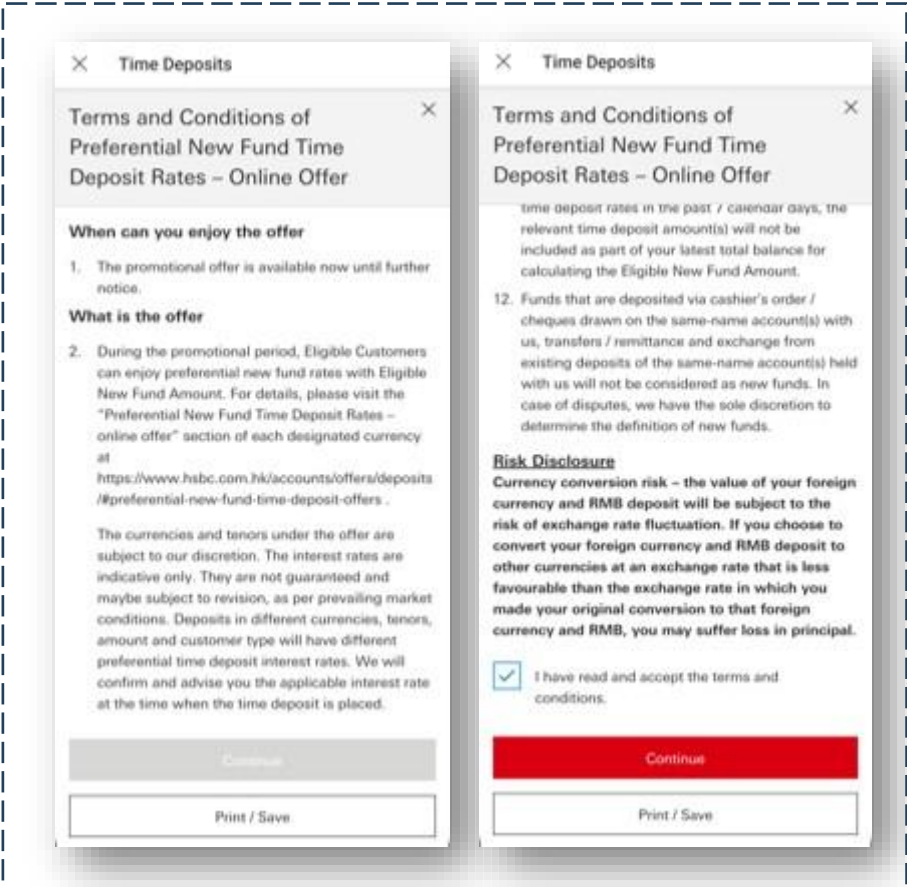 Time Deposits
Terms and Conditions of
Preferential New Fund Time
Deposit Rates – Online Offer
When can you enjoy the offer
1. The promotional offer is available now until further
notice.
What is the offer
2. During the promotional period, Eligible Customers
can enjoy preferential new fund rates with Eligible
New Fund Amount. For details, please visit the
"Preferential New Fund Time Deposit Rates –
online offer" section of each designated currency
at
https://www.hsbc.com.hk/accounts/offers/deposits
/#preferential-new-fund-time-deposit-offers .
The currencies and tenors under the offer are
subject to our discretion. The interest rates are
indicative only. They are not guaranteed and
maybe subject to revision, as per prevailing market
conditions. Deposits in different currencies, tenors,
amount and customer type will have different
preferential time deposit interest rates. We will
confirm and advise you the applicable interest rate
at the time when the time deposit is placed.
Continue
Print / Save
Time Deposits
Terms and Conditions of
Preferential New Fund Time
Deposit Rates – Online Offer
time deposit rates in the past 7 calendar days, the
relevant time deposit amount(s) will not be
included as part of your latest total balance for
calculating the Eligible New Fund Amount.
12. Funds that are deposited via cashier's order /
cheques drawn on the same-name account(s) with
us, transfers / remittance and exchange from
existing deposits of the same-name account(s) held
with us will not be considered as new funds. In
case of disputes, we have the sole discretion to
determine the definition of new funds.
Risk Disclosure
Currency conversion risk – the value of your foreign
currency and RMB deposit will be subject to the
risk of exchange rate fluctuation. If you choose to
convert your foreign currency and RMB deposit to
other currencies at an exchange rate that is less
favourable than the exchange rate in which you
made your original conversion to that foreign
currency and RMB, you may suffer loss in principal.
I have read and accept the terms and
conditions.
Continue
Print / Save